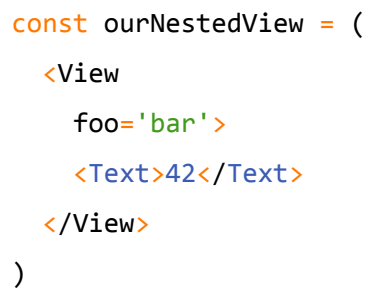 const ourNestedView = (
  <View
    foo='bar'>
    <Text>42</Text>
  </View>
)